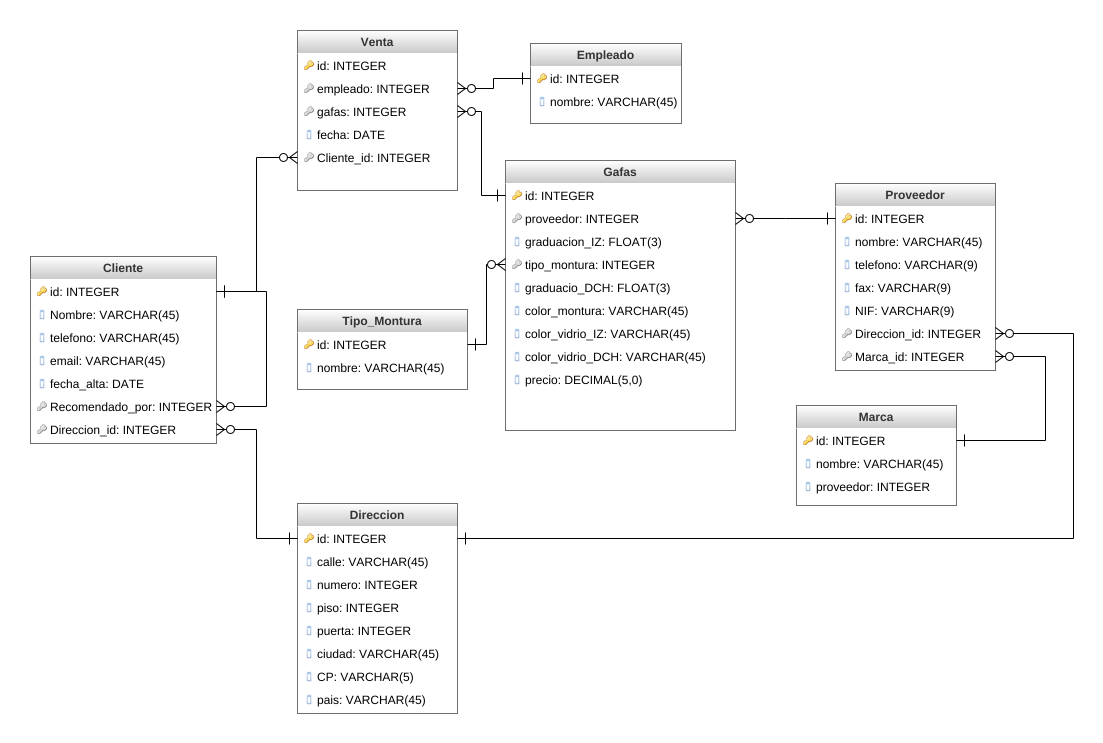 Venta
id: INTEGER
empleado: INTEGER
gafas: INTEGER
fecha: DATE
Cliente_id: INTEGER
Empleado
id: INTEGER
nombre: VARCHAR(45)
Gafas
id: INTEGER
proveedor: INTEGER
graduacion_IZ: FLOAT(3)
tipo_montura: INTEGER
graduacio_DCH: FLOAT(3)
color_montura: VARCHAR(45)
color_vidrio_IZ: VARCHAR(45)
color_vidrio_DCH: VARCHAR(45)
precio: DECIMAL(5,0)
Proveedor
id: INTEGER
nombre: VARCHAR(45)
telefono: VARCHAR(9)
fax: VARCHAR(9)
NIF: VARCHAR(9)
Direccion_id: INTEGER
Marca_id: INTEGER
Cliente
id: INTEGER
Nombre: VARCHAR(45)
telefono: VARCHAR(45)
email: VARCHAR(45)
fecha_alta: DATE
Recomendado_por: INTEGER
Direccion_id: INTEGER
Tipo_Montura
id: INTEGER
nombre: VARCHAR(45)
Marca
id: INTEGER
nombre: VARCHAR(45)
proveedor: INTEGER
Direccion
id: INTEGER
calle: VARCHAR(45)
numero: INTEGER
piso: INTEGER
puerta: INTEGER
ciudad: VARCHAR(45)
CP: VARCHAR(5)
pais: VARCHAR(45)